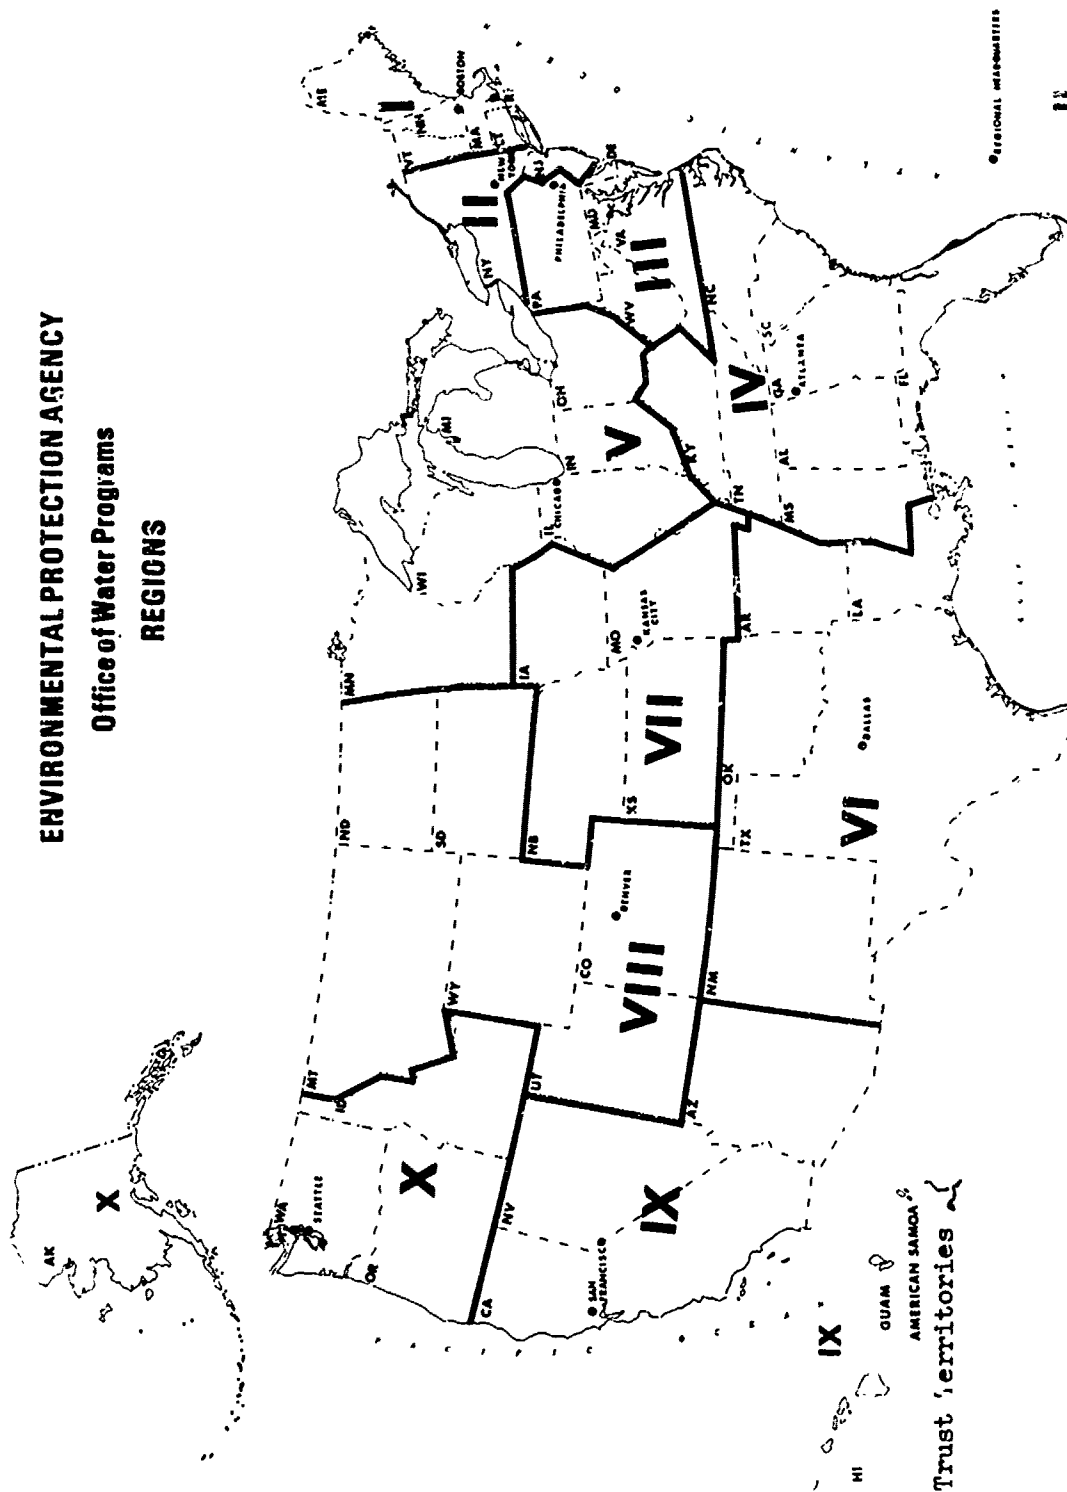 ENVIRONMENTAL PROTECTION AGENCY
Office of Water Programs
REGIONS
AK
X
WA
SEATTLE
OR
X
MT
ID
WY
ND
SD
NB
MN
WI
MI
IA
IL
CHICAGO
IN
OH
V
ME
VT
NH
I
MA
BOSTON
CT
RI
NY
II
NEW YORK
NJ
PA
PHILADELPHIA
DE
MD
DC
VA
WV
III
CA
NV
UT
SAN FRANCISCO
IX
AZ
CO
DENVER
VIII
NM
KS
VII
MO
KANSAS CITY
OK
TX
VI
DALLAS
AR
LA
KY
TN
MS
AL
IV
GA
ATLANTA
NC
SC
FL
PACIFIC
HI
IX
GUAM
AMERICAN SAMOA
Trust
REGIONAL HEADQUARTERS